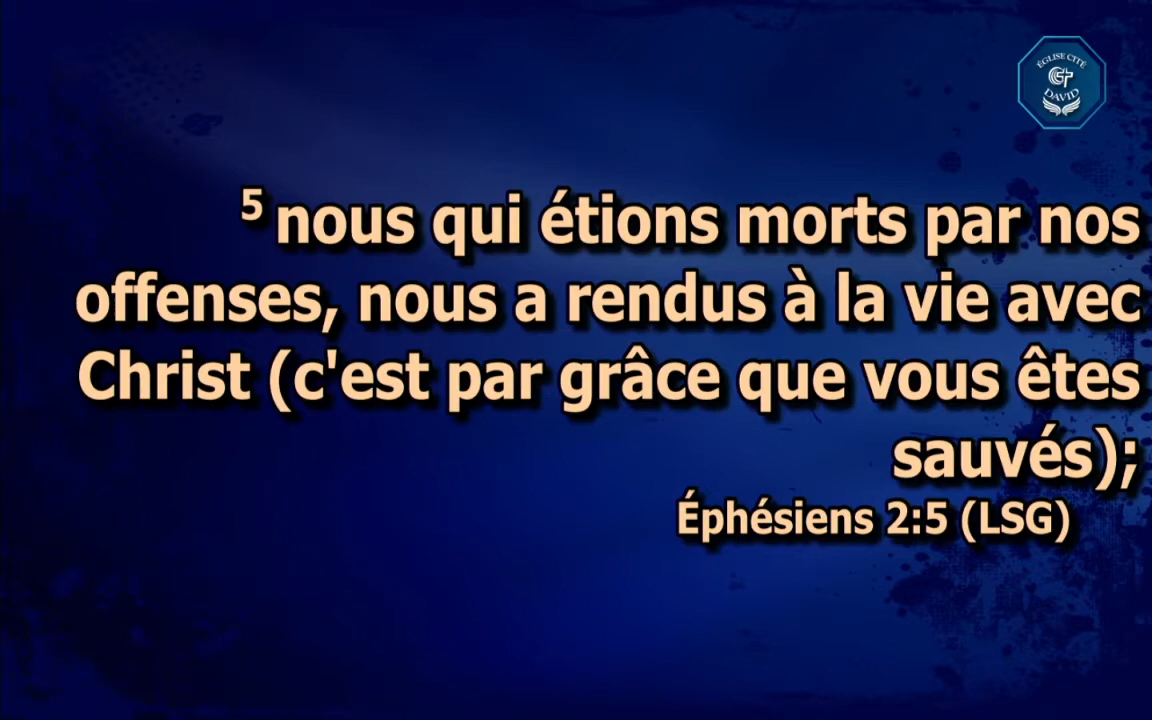 ÉGLISE CITÉ
DAVID
5 nous qui étions morts par nos
offenses, nous a rendus à la vie avec
Christ (c'est par grâce que vous êtes
sauvés);
Éphésiens 2:5 (LSG)